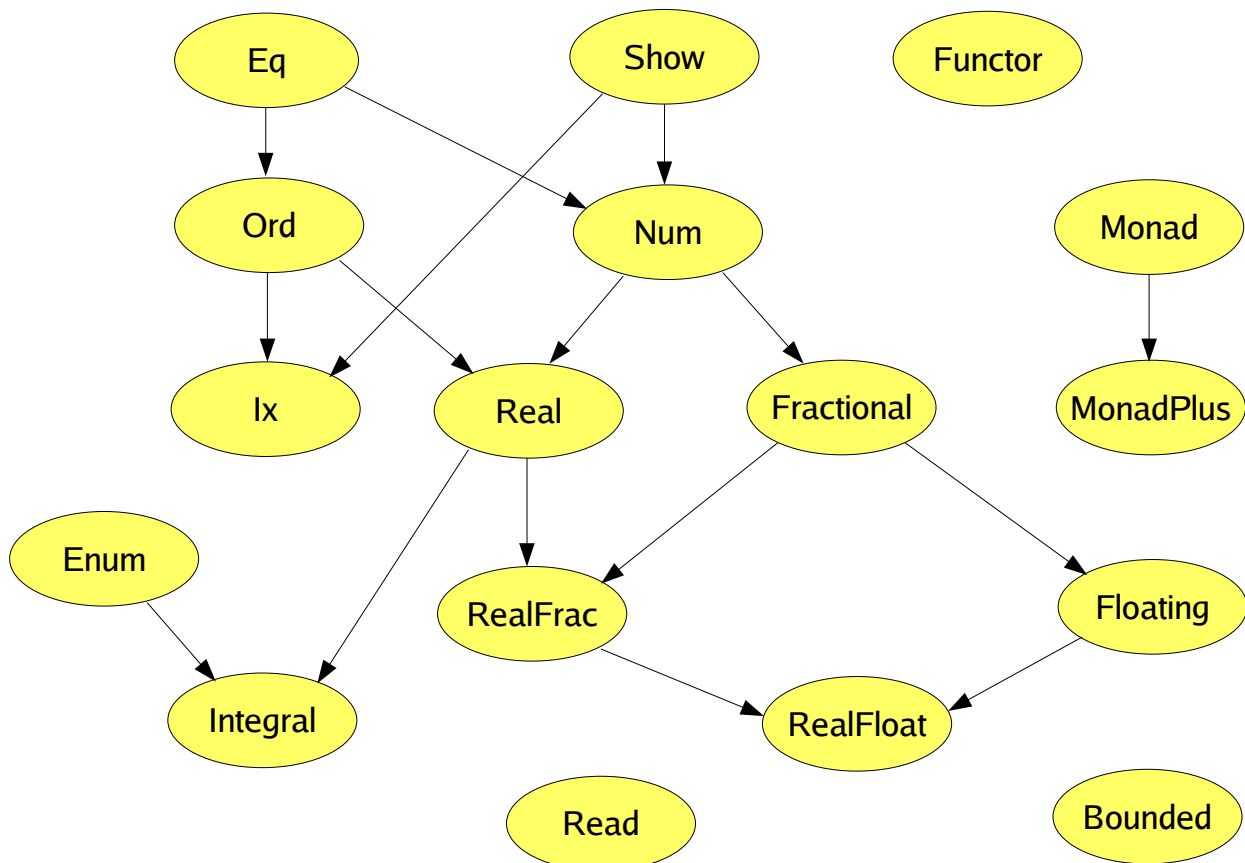 Eq
Show
Functor
Ord
Num
Monad
Ix
Real
Fractional
MonadPlus
Enum
RealFrac
Floating
Integral
RealFloat
Read
Bounded